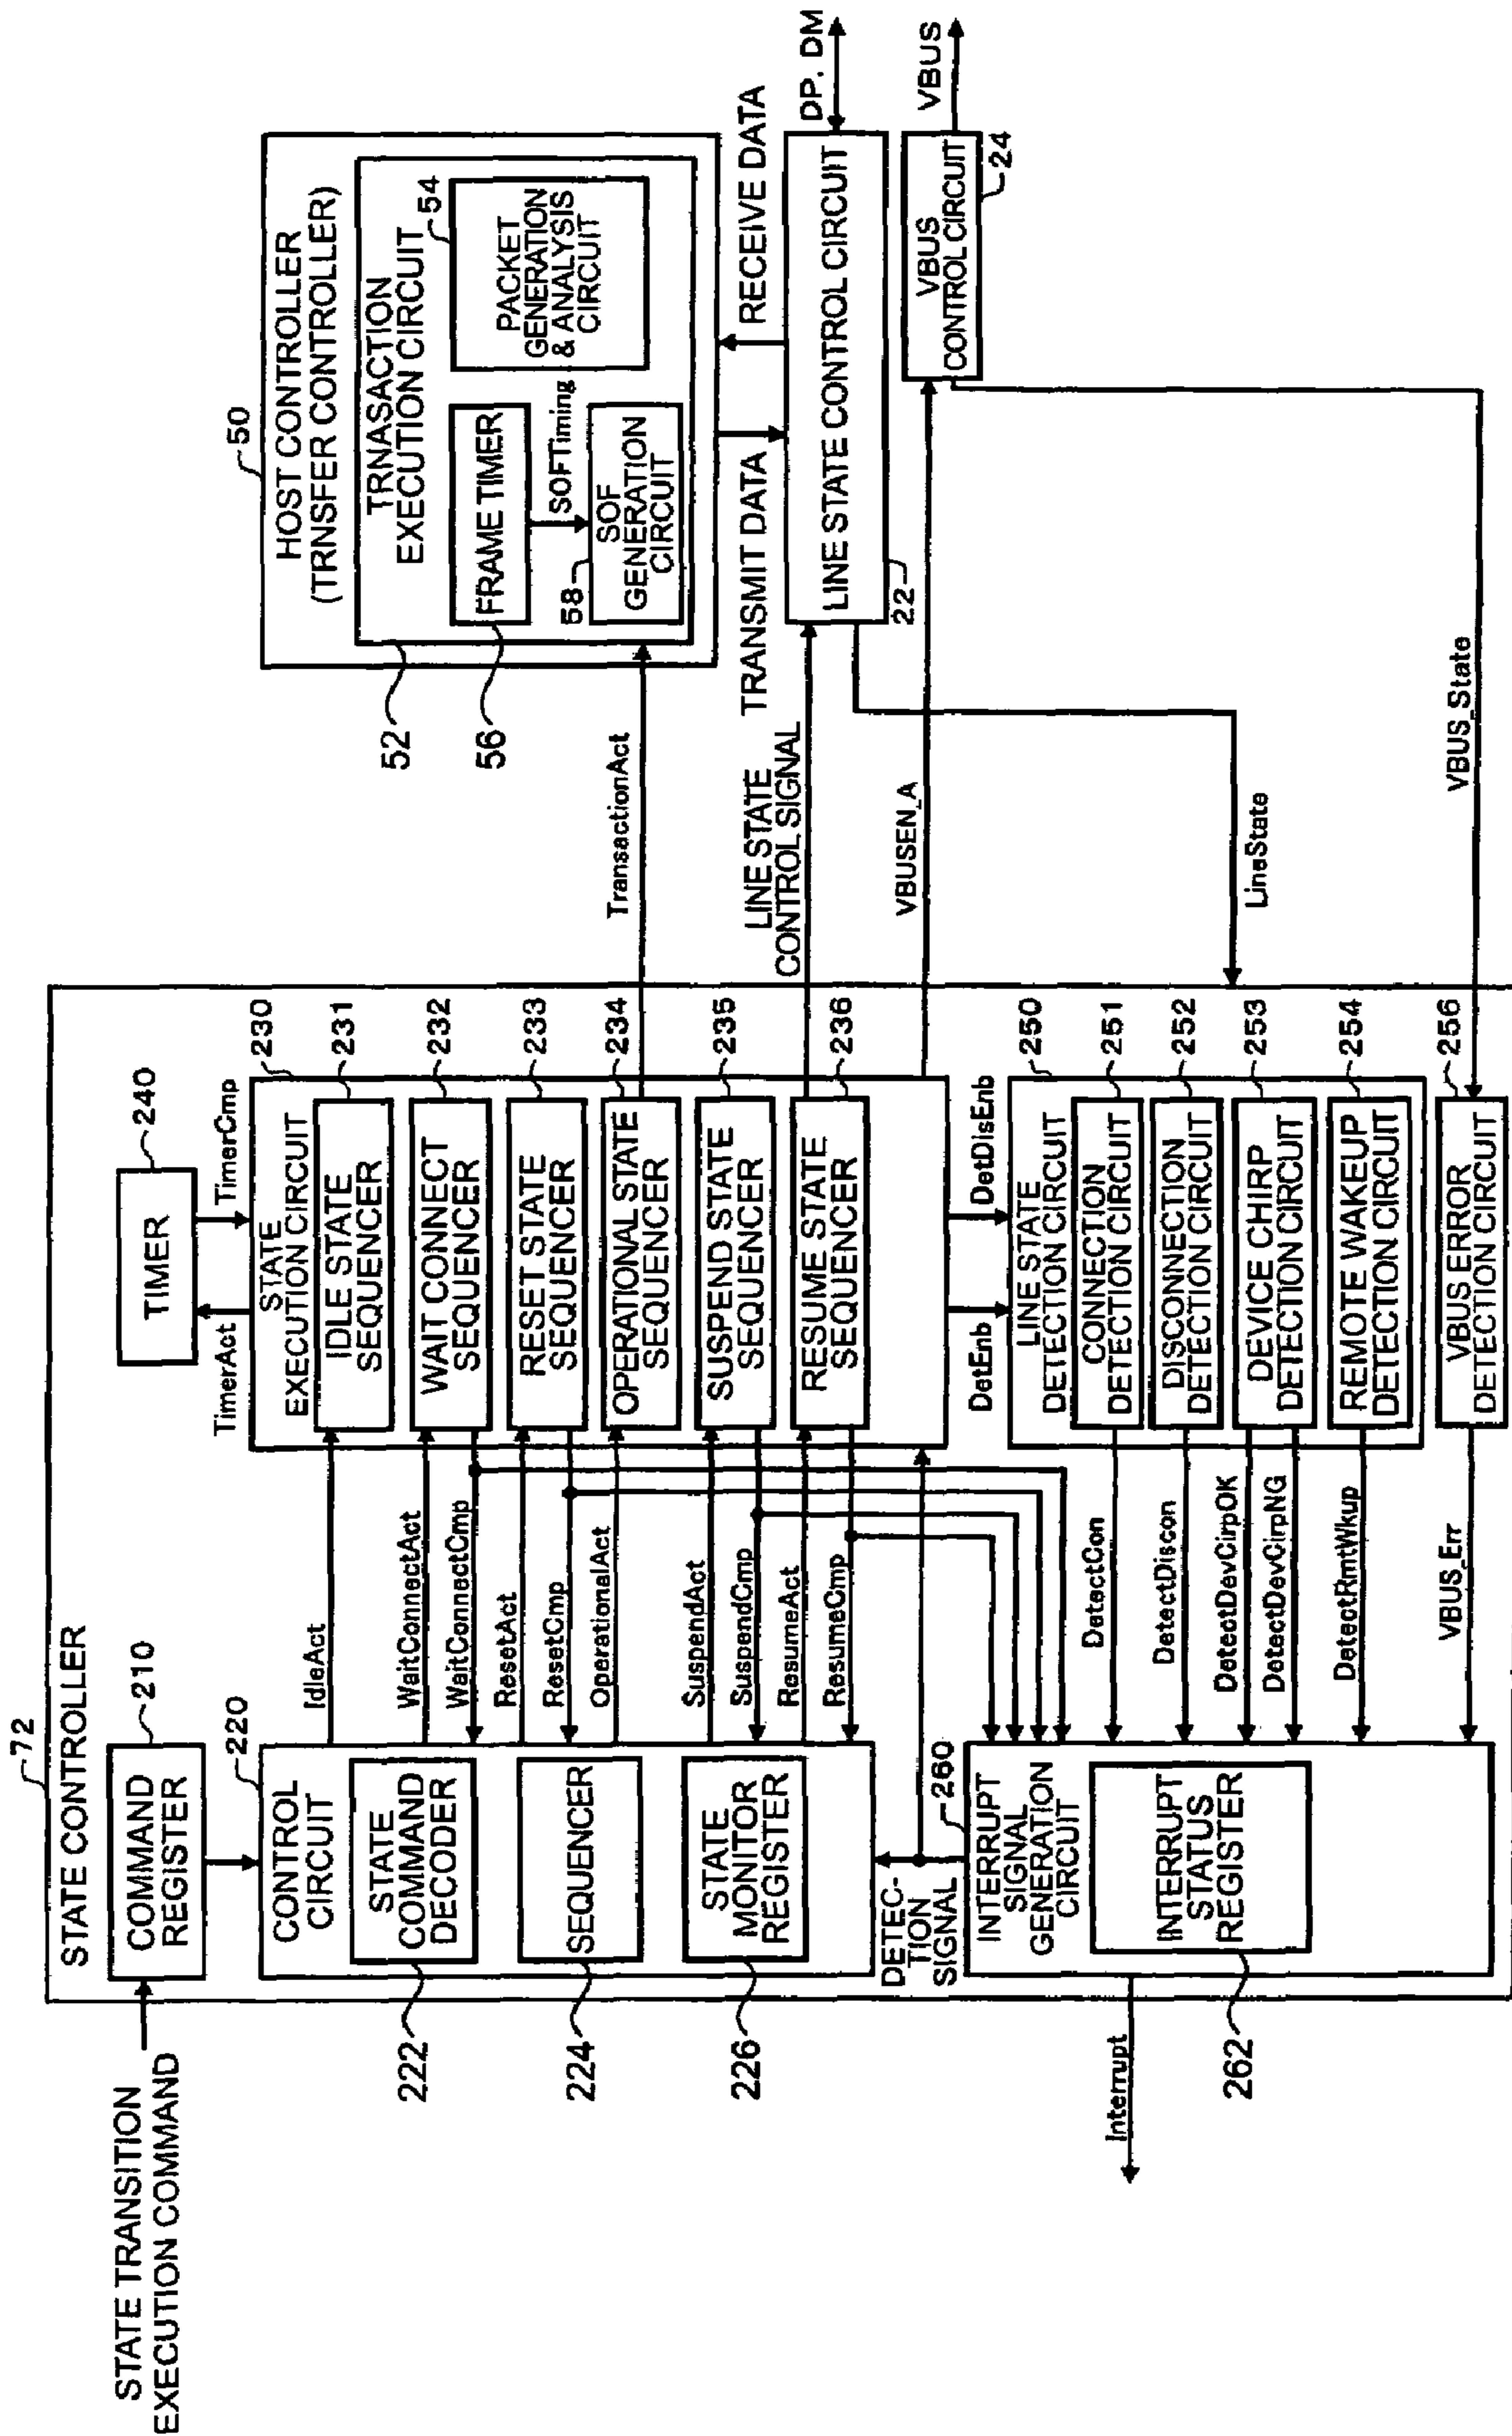 STATE TRANSITION
EXECUTION COMMAND
72
STATE CONTROLLER
COMMAND
REGISTER
210
220
CONTROL
CIRCUIT
STATE
COMMAND
DECODER
222
SEQUENCER
224
STATE
MONITOR
REGISTER
226
DETEC-
TION
SIGNAL
260
INTERRUPT
SIGNAL
GENERATION
CIRCUIT
INTERRUPT
STATUS
REGISTER
262
Interrupt
IdleAct
WaitConnectAct
WaitConnectCmp
ResetAct
ResetCmp
OperationalAct
SuspendAct
SuspendCmp
ResumeAct
ResumeCmp
DetectCon
DetectDiscon
DetectDevCirpOK
DetectDevCirpNG
DetectRmtWkup
VBUS_Err
TIMER
240
TimerAct
TimerCmp
STATE
EXECUTION CIRCUIT
230
IDLE STATE
SEQUENCER
231
WAIT CONNECT
SEQUENCER
232
RESET STATE
SEQUENCER
233
OPERATIONAL STATE
SEQUENCER
234
SUSPEND STATE
SEQUENCER
235
RESUME STATE
SEQUENCER
236
DetEnb
DetDisEnb
LINE STATE
DETECTION CIRCUIT
250
CONNECTION
DETECTION CIRCUIT
251
DISCONNECTION
DETECTION CIRCUIT
252
DEVICE CHIRP
DETECTION CIRCUIT
253
REMOTE WAKEUP
DETECTION CIRCUIT
254
VBUS ERROR
DETECTION CIRCUIT
256
TransactionAct
LINE STATE
CONTROL SIGNAL
VBUSEN_A
LineState
VBUS_State
50
HOST CONTROLLER
(TRNSFER CONTROLLER)
TRNASACTION
EXECUTION CIRCUIT
52
FRAME TIMER
56
SOFTiming
58
SOF
GENERATION
CIRCUIT
54
PACKET
GENERATION
& ANALYSIS
CIRCUIT
TRANSMIT DATA
RECEIVE DATA
LINE STATE CONTROL CIRCUIT
22
DP. DM
VBUS
CONTROL CIRCUIT
24
VBUS